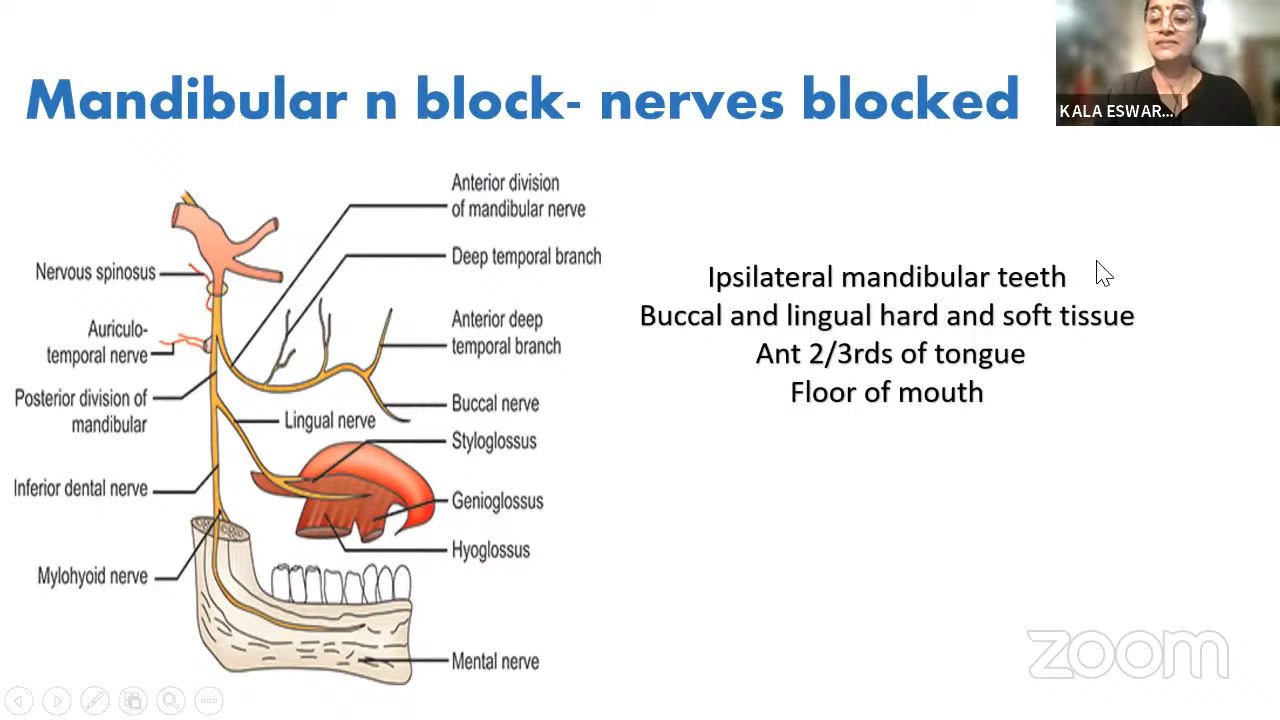 Mandibular n block- nerves blocked
KALA ESWAR...
Anterior division
of mandibular nerve
Nervous spinosus
Deep temporal branch
Auriculo-
temporal nerve
Anterior deep
temporal branch
Posterior division of
mandibular
Buccal nerve
Lingual nerve
Styloglossus
Inferior dental nerve
Genioglossus
Hyoglossus
Mylohyoid nerve
Mental nerve
Ipsilateral mandibular teeth
Buccal and lingual hard and soft tissue
Ant 2/3rds of tongue
Floor of mouth
zoom